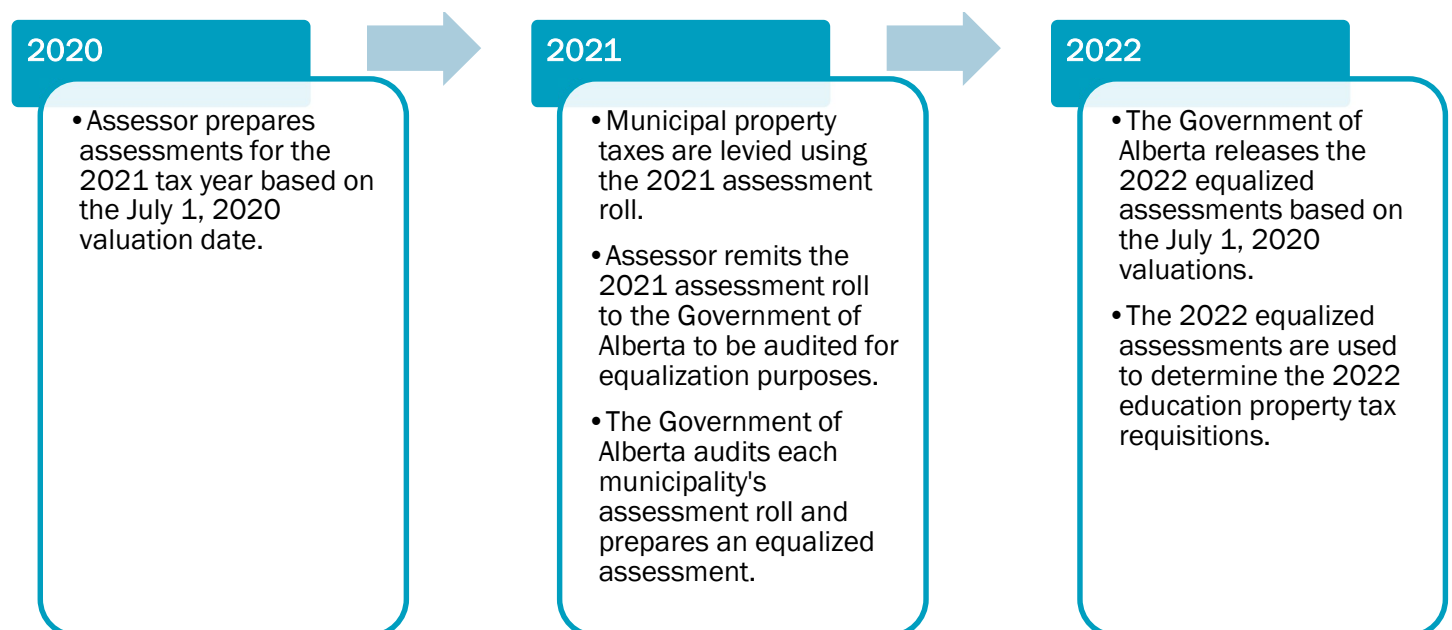 2020
•Assessor prepares
assessments for the
2021 tax year based on
the July 1, 2020
valuation date.
2021
•Municipal property
taxes are levied using
the 2021 assessment
roll.
•Assessor remits the
2021 assessment roll
to the Government of
Alberta to be audited for
equalization purposes.
•The Government of
Alberta audits each
municipality's
assessment roll and
prepares an equalized
assessment.
2022
•The Government of
Alberta releases the
2022 equalized
assessments based on
the July 1, 2020
valuations.
•The 2022 equalized
assessments are used
to determine the 2022
education property tax
requisitions.